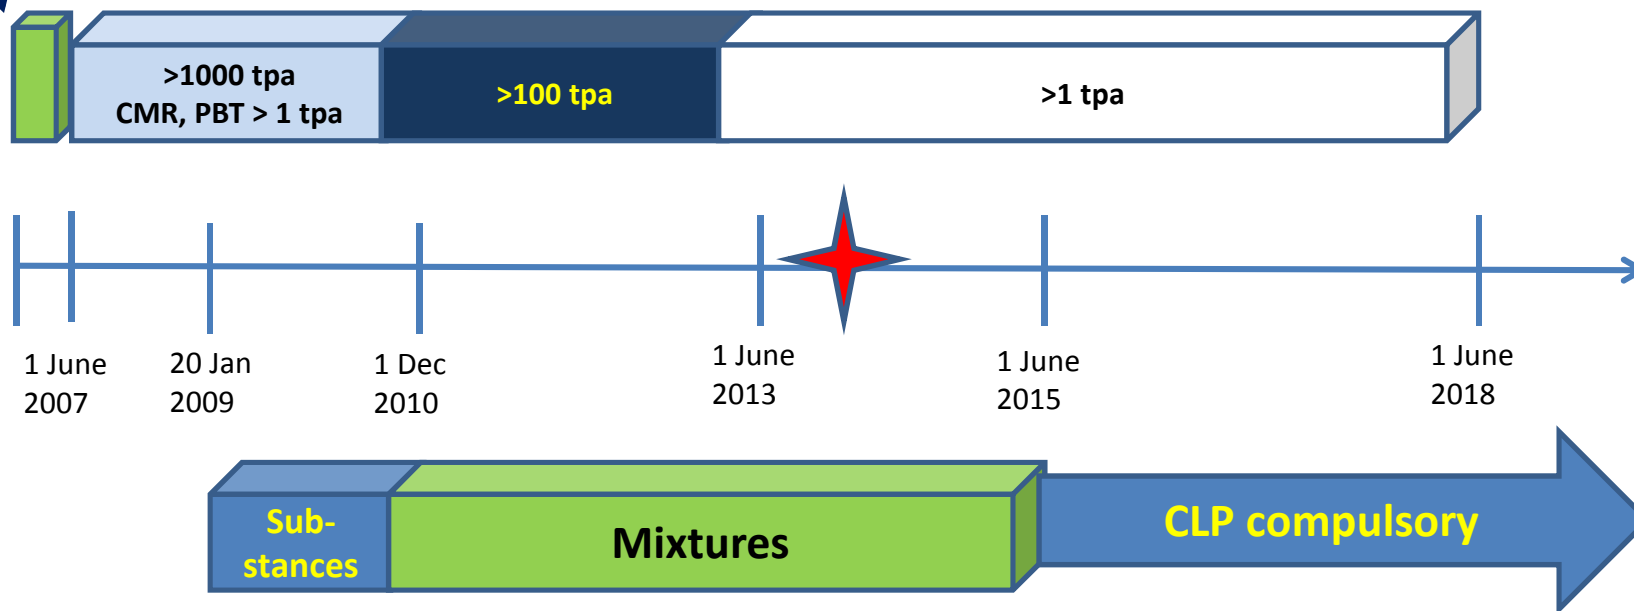 >1000 tpa
CMR, PBT > 1 tpa
>100 tpa
>1 tpa
1 June
2007
20 Jan
2009
1 Dec
2010
1 June
2013
1 June
2015
1 June
2018
Sub-
stances
Mixtures
CLP compulsory